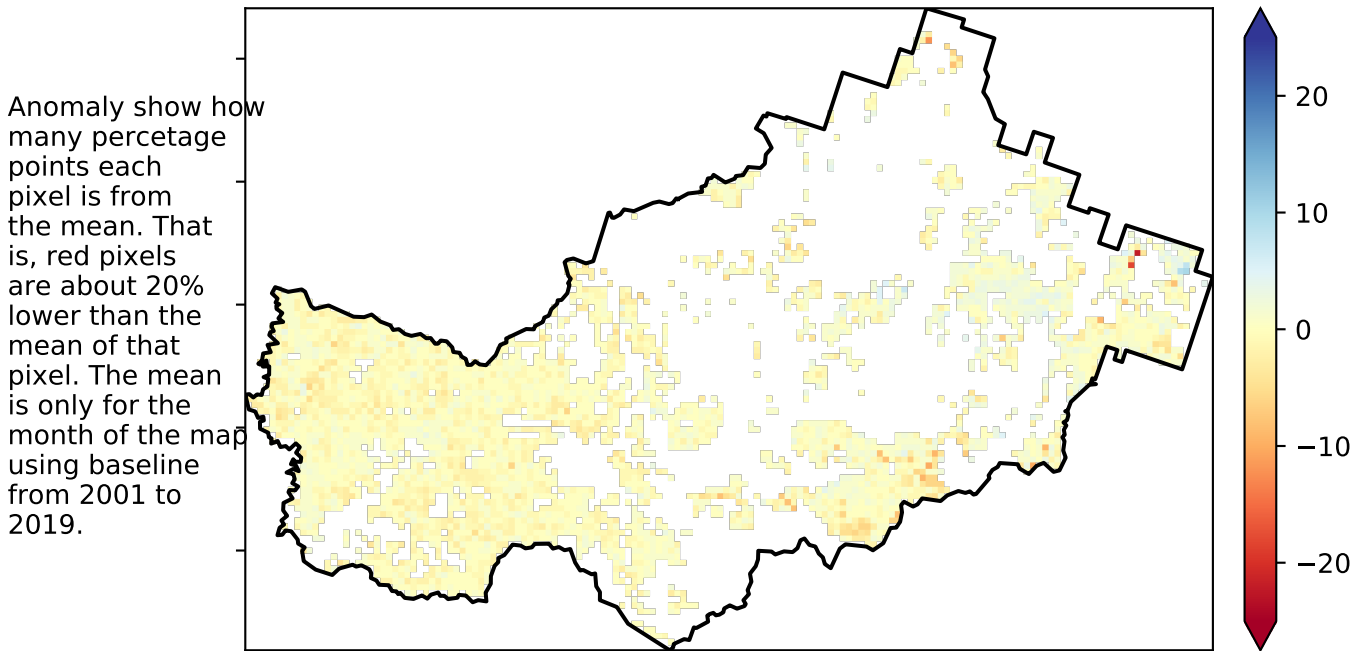 Anomaly show how
many percetage
points each
pixel is from
the mean. That
is, red pixels
are about 20%
lower than the
mean of that
pixel. The mean
is only for the
month of the map
using baseline
from 2001 to
2019.
20
10
0
−10
−20